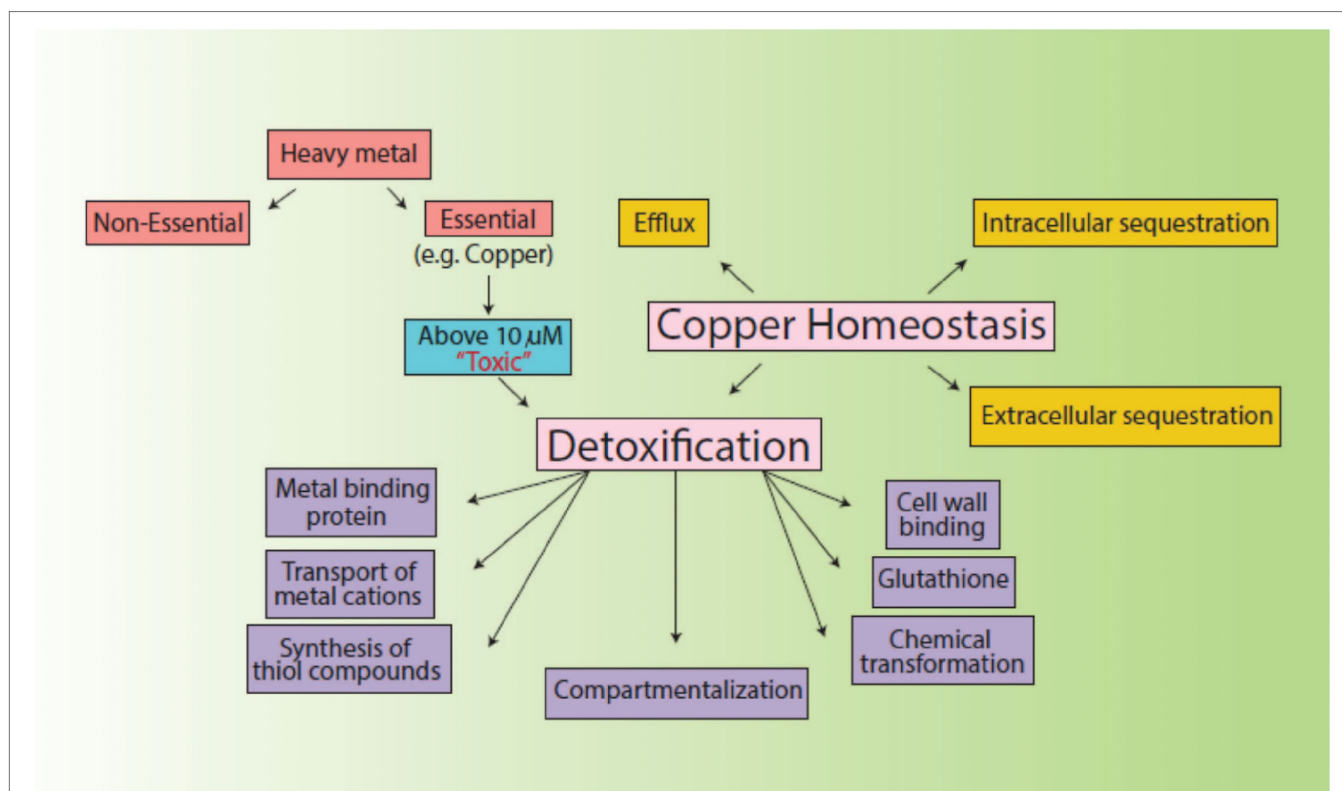 Heavy metal
Non-Essential
Essential
(e.g. Copper)
Above 10 µM
“Toxic”
Efflux
Intracellular sequestration
Copper Homeostasis
Extracellular sequestration
Detoxification
Metal binding
protein
Transport of
metal cations
Synthesis of
thiol compounds
Compartmentalization
Cell wall
binding
Glutathione
Chemical
transformation